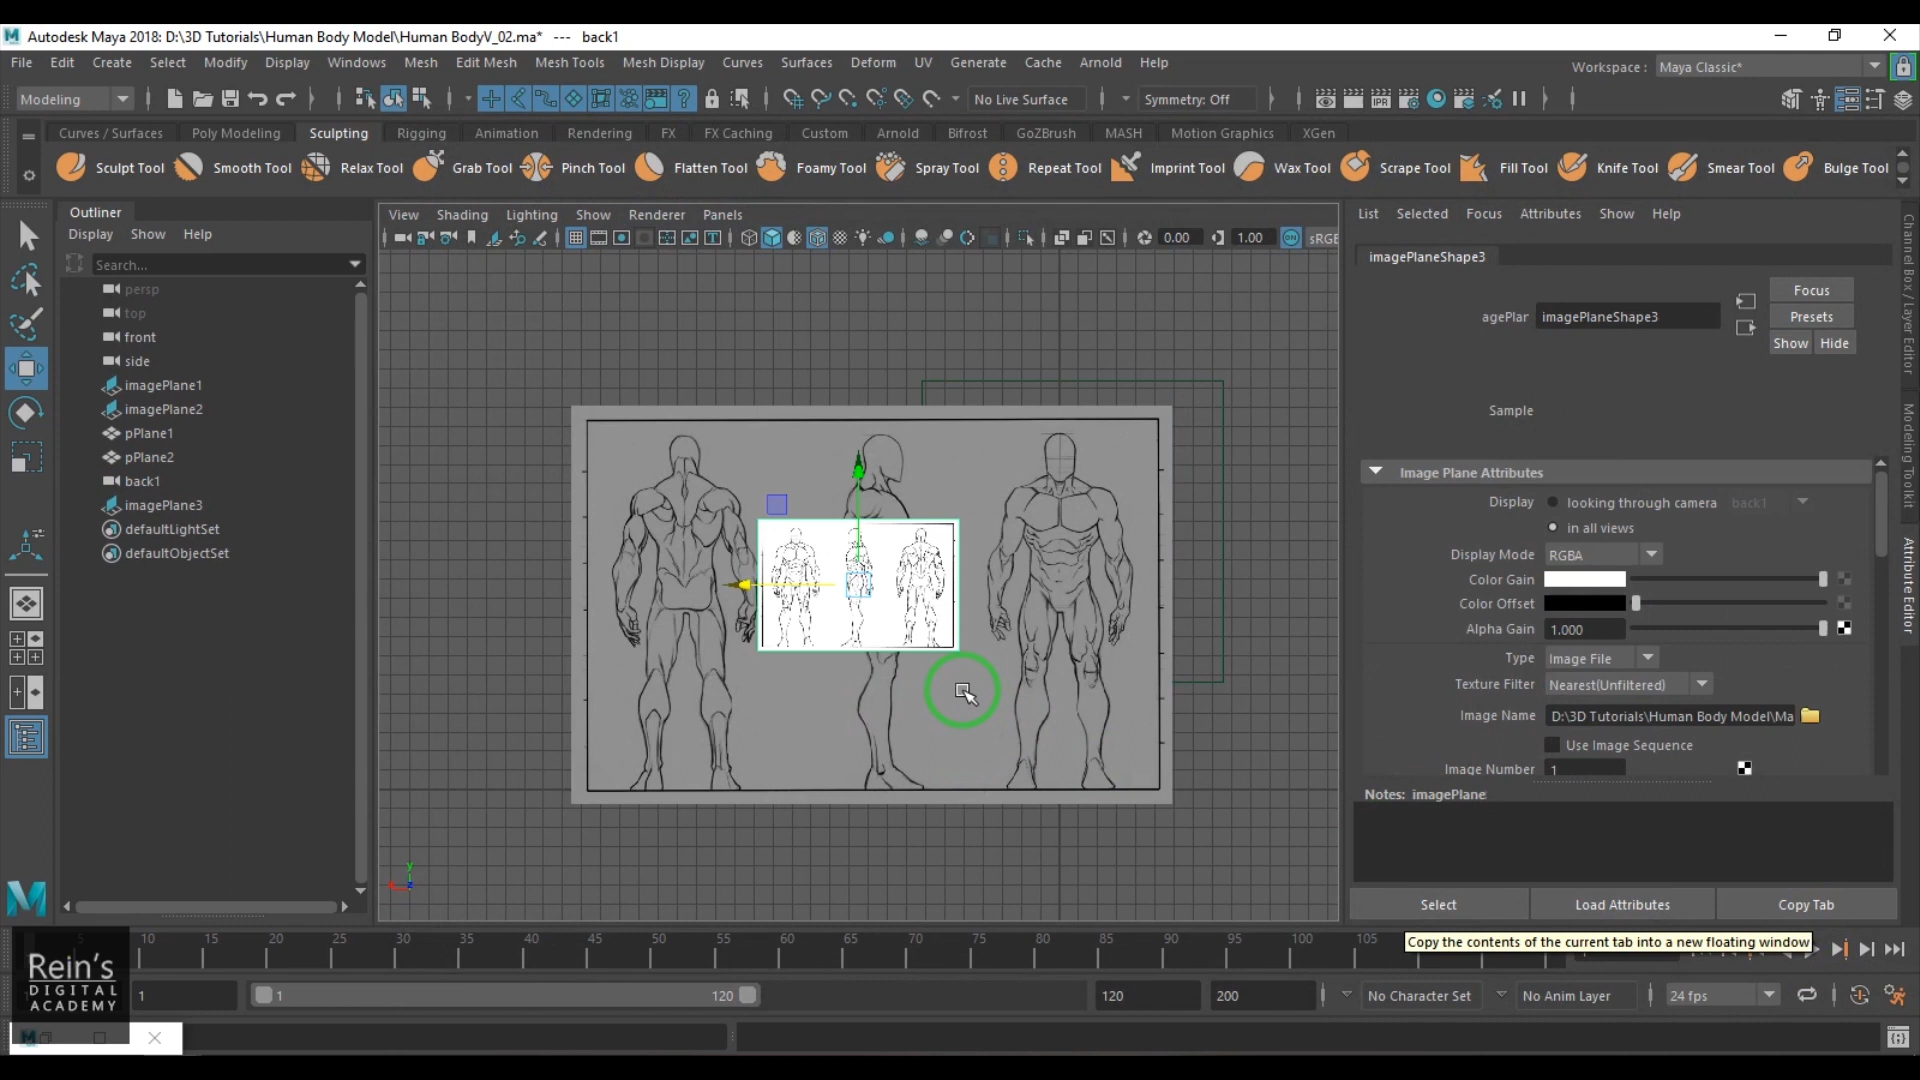 Autodesk Maya 2018: D:\3D Tutorials\Human Body Model\Human BodyV_02.ma* --- back1
File Edit Create Select Modify Display Windows Mesh Edit Mesh Mesh Tools Mesh Display Curves Surfaces Deform UV Generate Cache Arnold Help
Workspace : Maya Classic*
Modeling
No Live Surface
Symmetry: Off
IPR
Curves / Surfaces Poly Modeling Sculpting Rigging Animation Rendering FX FX Caching Custom Arnold Bifrost GoZBrush MASH Motion Graphics XGen
Sculpt Tool Smooth Tool Relax Tool Grab Tool Pinch Tool Flatten Tool Foamy Tool Spray Tool Repeat Tool Imprint Tool Wax Tool Scrape Tool Fill Tool Knife Tool Smear Tool Bulge Tool
Outliner
Display Show Help
Search...
persp
top
front
side
imagePlane1
imagePlane2
pPlane1
pPlane2
back1
imagePlane3
defaultLightSet
defaultObjectSet
View Shading Lighting Show Renderer Panels
0.00 1.00 ON sRGE
y
List Selected Focus Attributes Show Help
imagePlaneShape3
agePlar imagePlaneShape3
Focus
Presets
Show Hide
Sample
Image Plane Attributes
Display looking through camera back1
in all views
Display Mode RGBA
Color Gain
Color Offset
Alpha Gain 1.000
Type Image File
Texture Filter Nearest(Unfiltered)
Image Name D:\3D Tutorials\Human Body Model\Ma
Use Image Sequence
Image Number 1
Notes: imagePlane
Select Load Attributes Copy Tab
Copy the contents of the current tab into a new floating window
Channel Box / Layer Editor
Modeling Toolkit
Attribute Editor
5 10 15 20 25 30 35 40 45 50 55 60 65 70 75 80 85 90 95 100 105
Rein's
DIGITAL
ACADEMY
1 1 120 120 200
No Character Set
No Anim Layer
24 fps